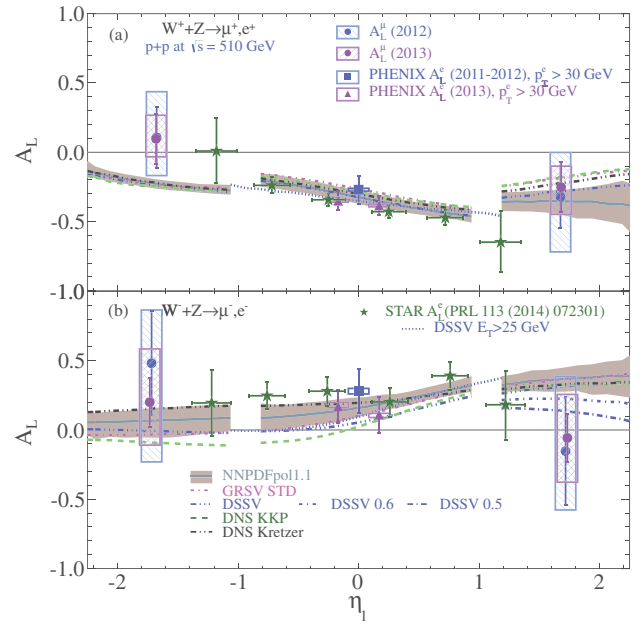 1.0
W⁺+Z→μ⁺,e⁺
(a)
p+p at √s = 510 GeV
A_L^μ (2012)
A_L^μ (2013)
PHENIX A_L^e (2011-2012), p_T^e > 30 GeV
PHENIX A_L^e (2013), p_T^e > 30 GeV
0.5
0.0
-0.5
-1.0
A_L
(b)
W⁻+Z→μ⁻,e⁻
STAR A_L^e(PRL 113 (2014) 072301)
DSSV E_T>25 GeV
0.5
0.0
-0.5
-1.0
A_L
NNPDFpol1.1
GRSV STD
DSSV DSSV 0.6 DSSV 0.5
DNS KKP
DNS Kretzer
-2 -1 0 1 2
η_l